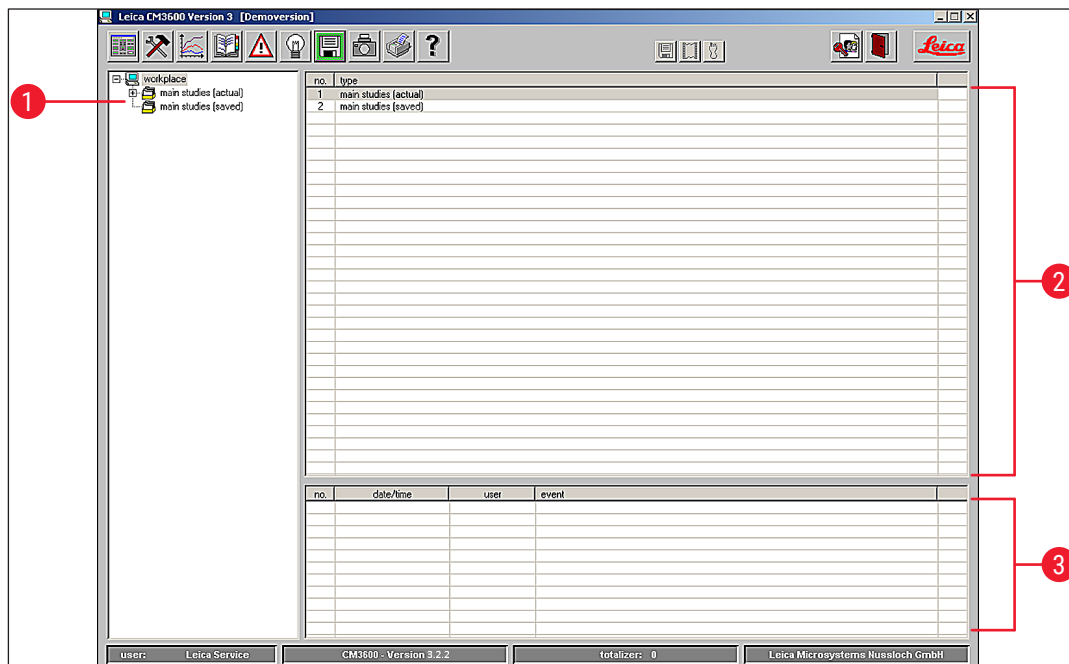 Leica CM3600 Version 3 [Demoversion]
?
Leica
workplace
main studies (actual)
main studies (saved)
1
no. type
1 main studies (actual)
2 main studies (saved)
2
no. date/time user event
3
user: Leica Service CM3600 - Version 3.2.2 totalizer: 0 Leica Microsystems Nussloch GmbH